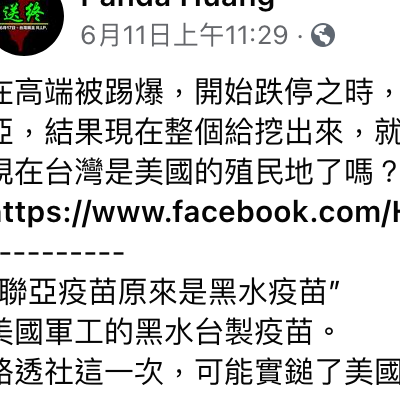 送終
Panda Huang
6月11日上午11:29 ·
在高端被踢爆，開始跌停之時，
亞，結果現在整個給挖出來，就
現在台灣是美國的殖民地了嗎？
https://www.facebook.com/H
----------
聯亞疫苗原來是黑水疫苗”
美國軍工的黑水台製疫苗。
路透社這一次，可能實鎚了美國